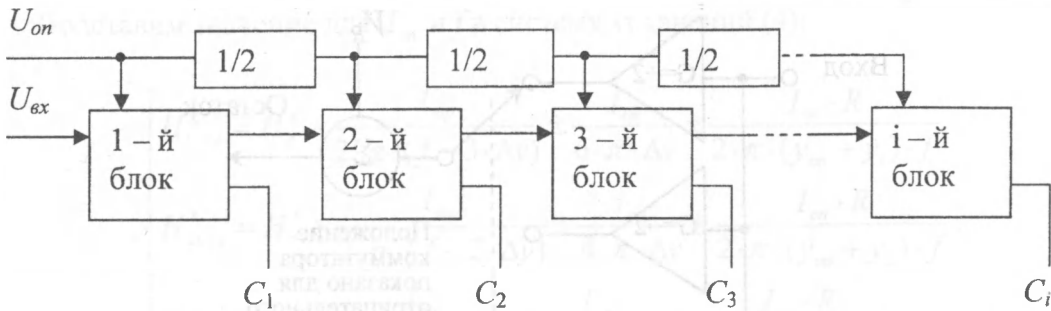 U_оп
1/2
1/2
1/2
U_вх
1 – й блок
2 – й блок
3 – й блок
i – й блок
C_1
C_2
C_3
C_i